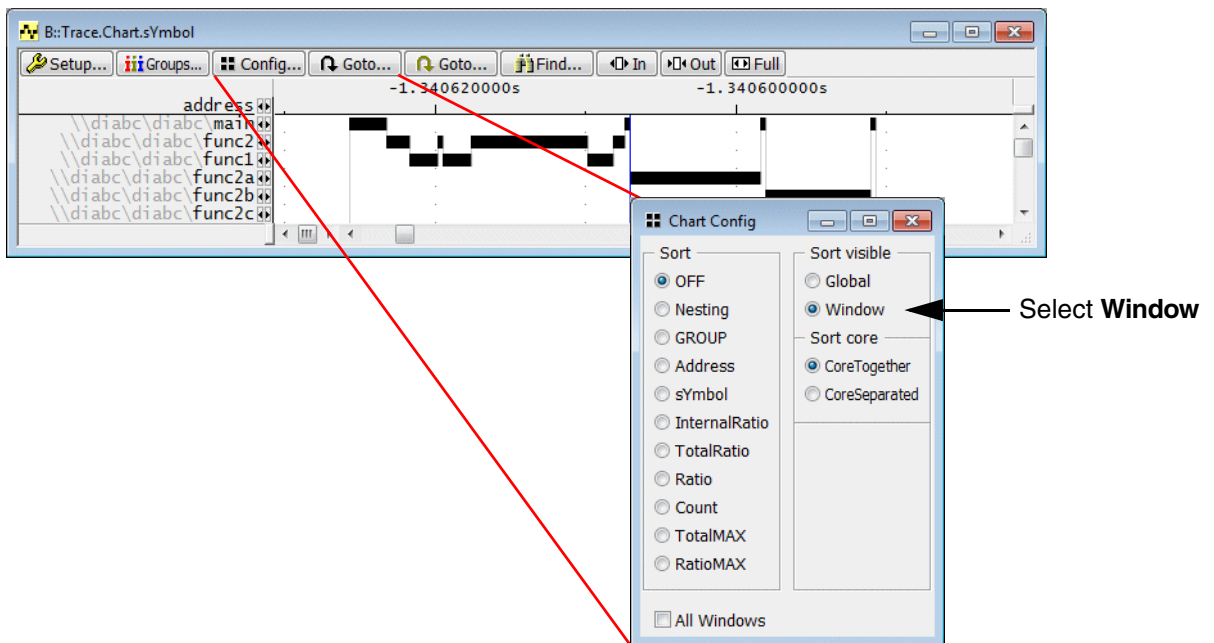 B::Trace.Chart.sYmbol
Setup... Groups... Config... Goto... Goto... Find... In Out Full
-1.340620000s -1.340600000s
address
\\diabc\diabc\main
\\diabc\diabc\func2
\\diabc\diabc\func1
\\diabc\diabc\func2a
\\diabc\diabc\func2b
\\diabc\diabc\func2c
Chart Config
Sort Sort visible
OFF Global
Nesting Window Select Window
GROUP Sort core
Address CoreTogether
sYmbol CoreSeparated
InternalRatio
TotalRatio
Ratio
Count
TotalMAX
RatioMAX
All Windows